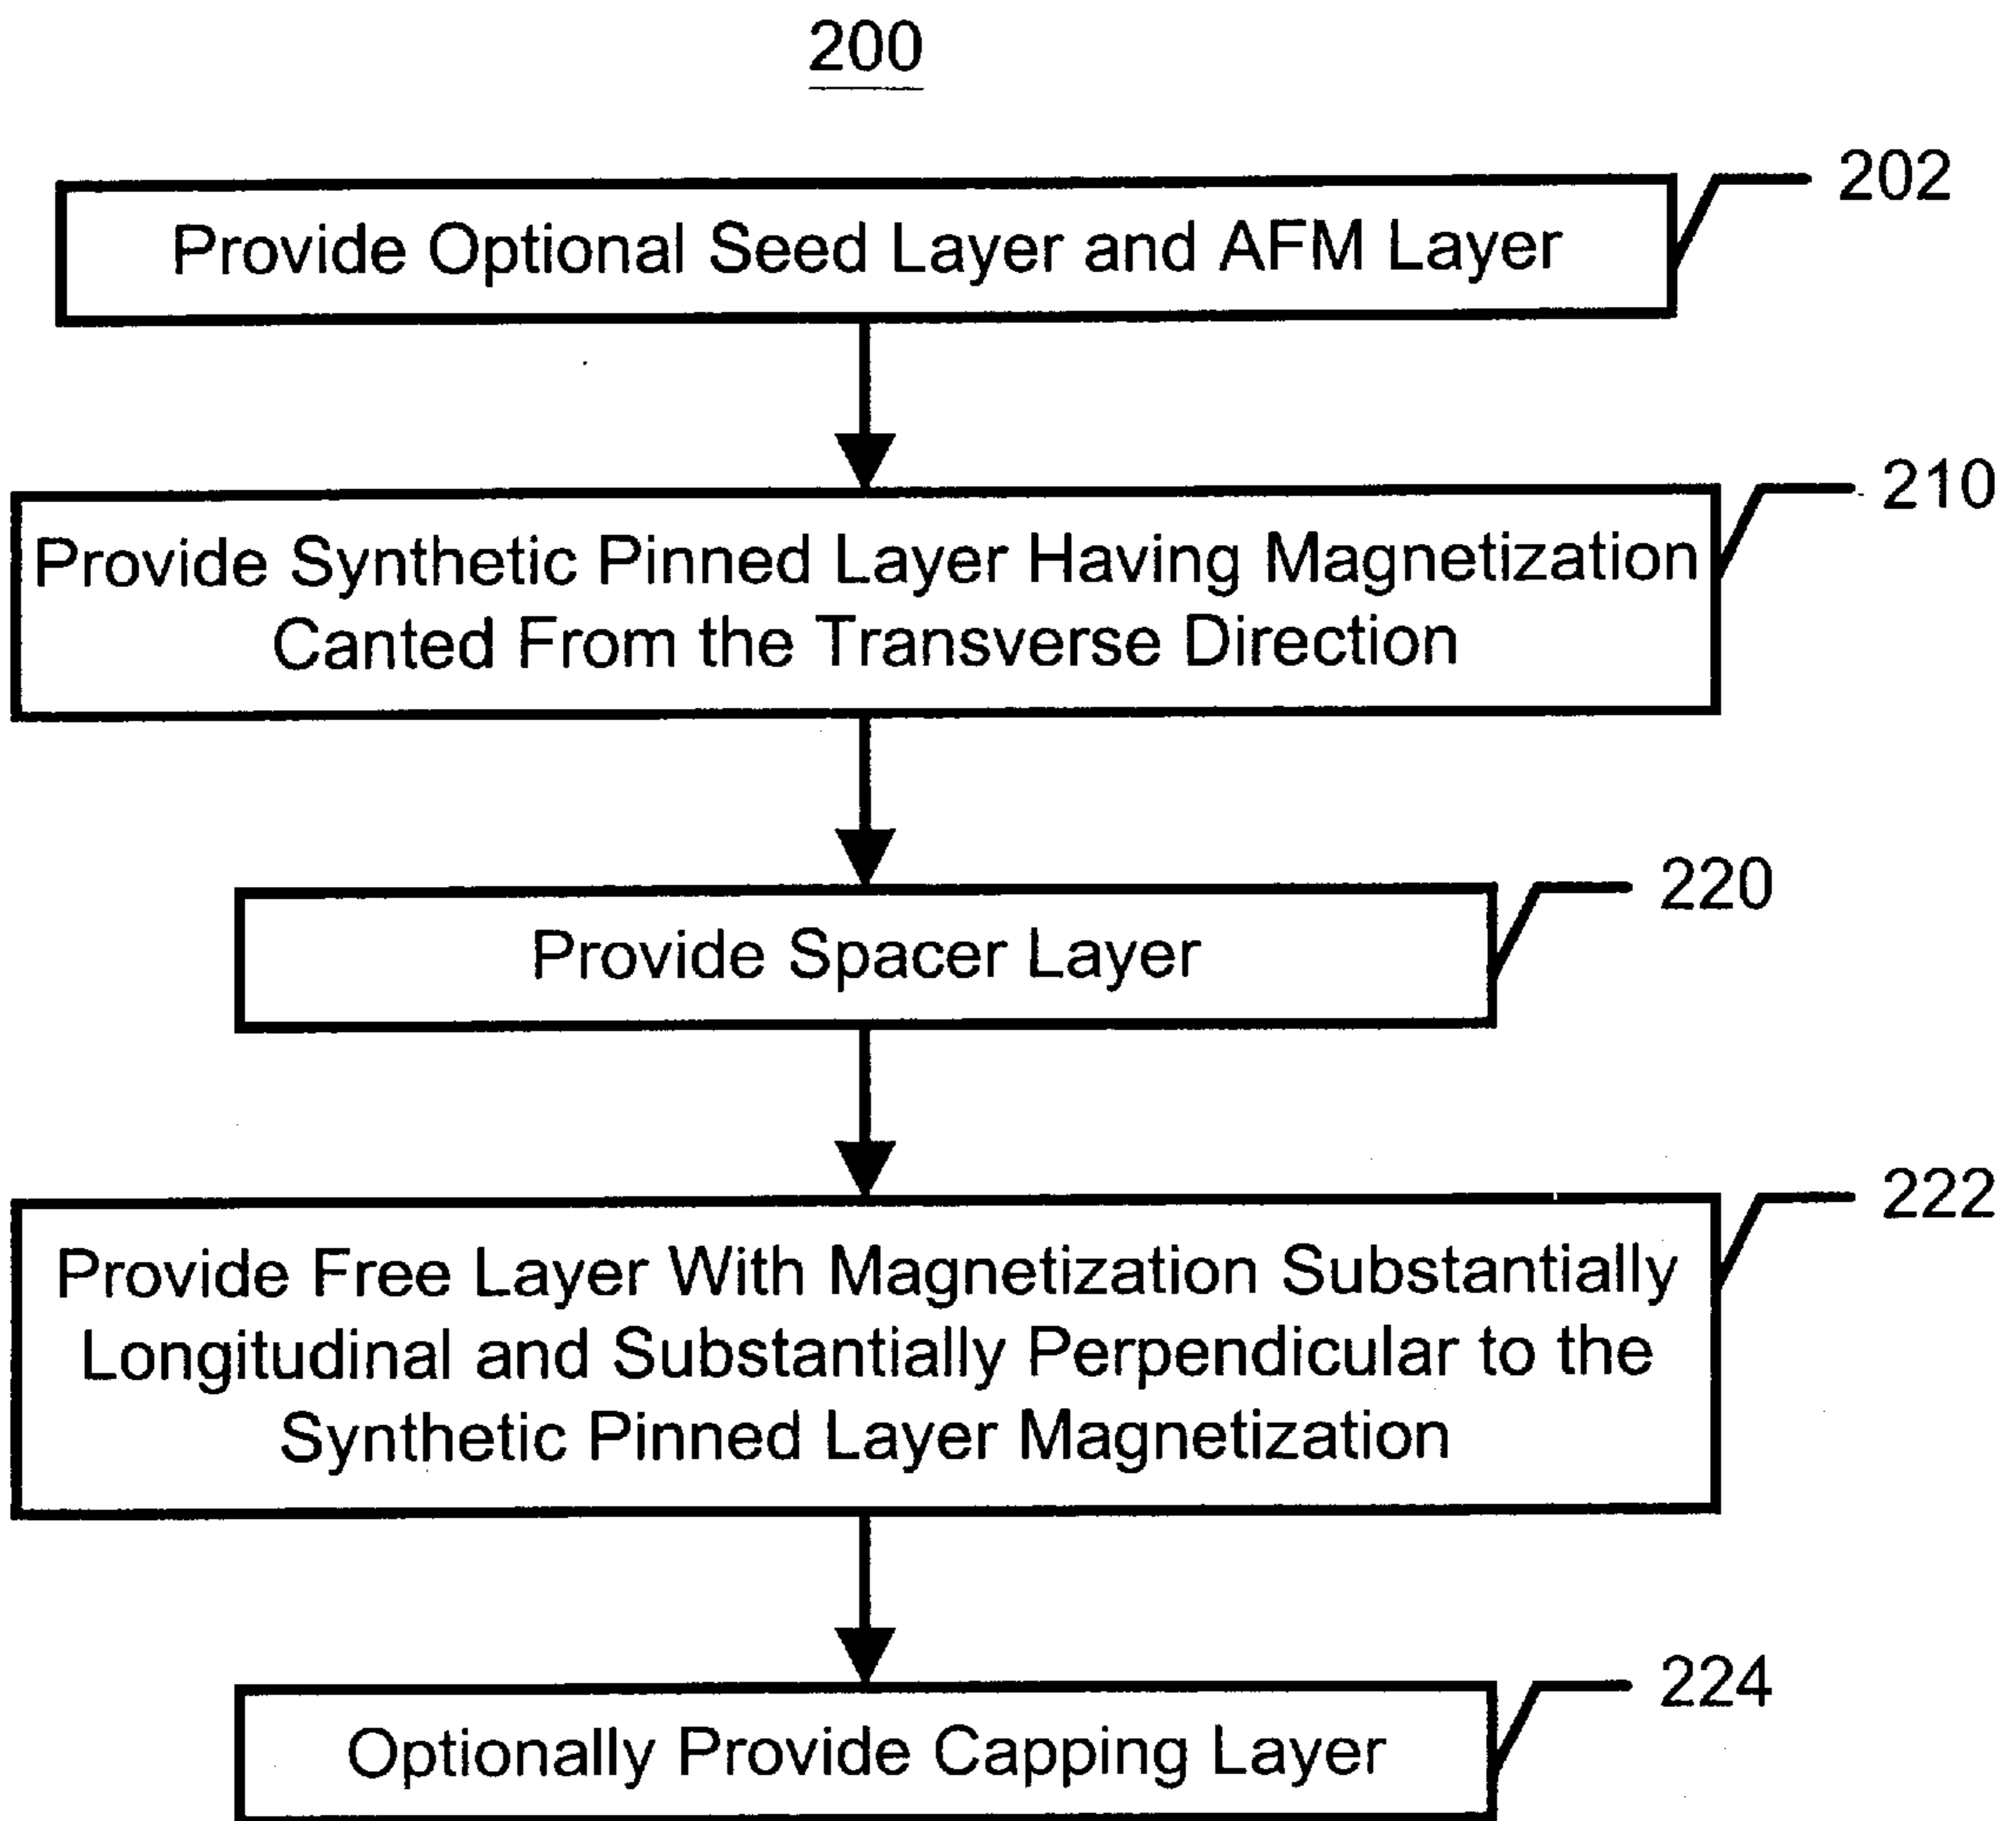 200
202
Provide Optional Seed Layer and AFM Layer
210
Provide Synthetic Pinned Layer Having Magnetization
Canted From the Transverse Direction
220
Provide Spacer Layer
222
Provide Free Layer With Magnetization Substantially
Longitudinal and Substantially Perpendicular to the
Synthetic Pinned Layer Magnetization
224
Optionally Provide Capping Layer